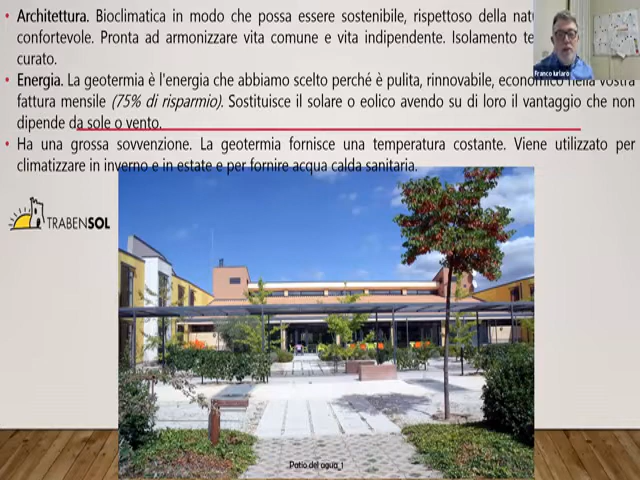 • Architettura. Bioclimatica in modo che possa essere sostenibile, rispettoso della
confortevole. Pronta ad armonizzare vita comune e vita indipendente. Isolamento
curato.
• Energia. La geotermia è l'energia che abbiamo scelto perché è pulita, rinnovabile, economico nella vostra
fattura mensile (75% di risparmio). Sostituisce il solare o eolico avendo su di loro il vantaggio che non
dipende da sole o vento.
• Ha una grossa sovvenzione. La geotermia fornisce una temperatura costante. Viene utilizzato per
climatizzare in inverno e in estate e per fornire acqua calda sanitaria.
Franco Iurlaro
TRABENSOL
Patio del agua_1